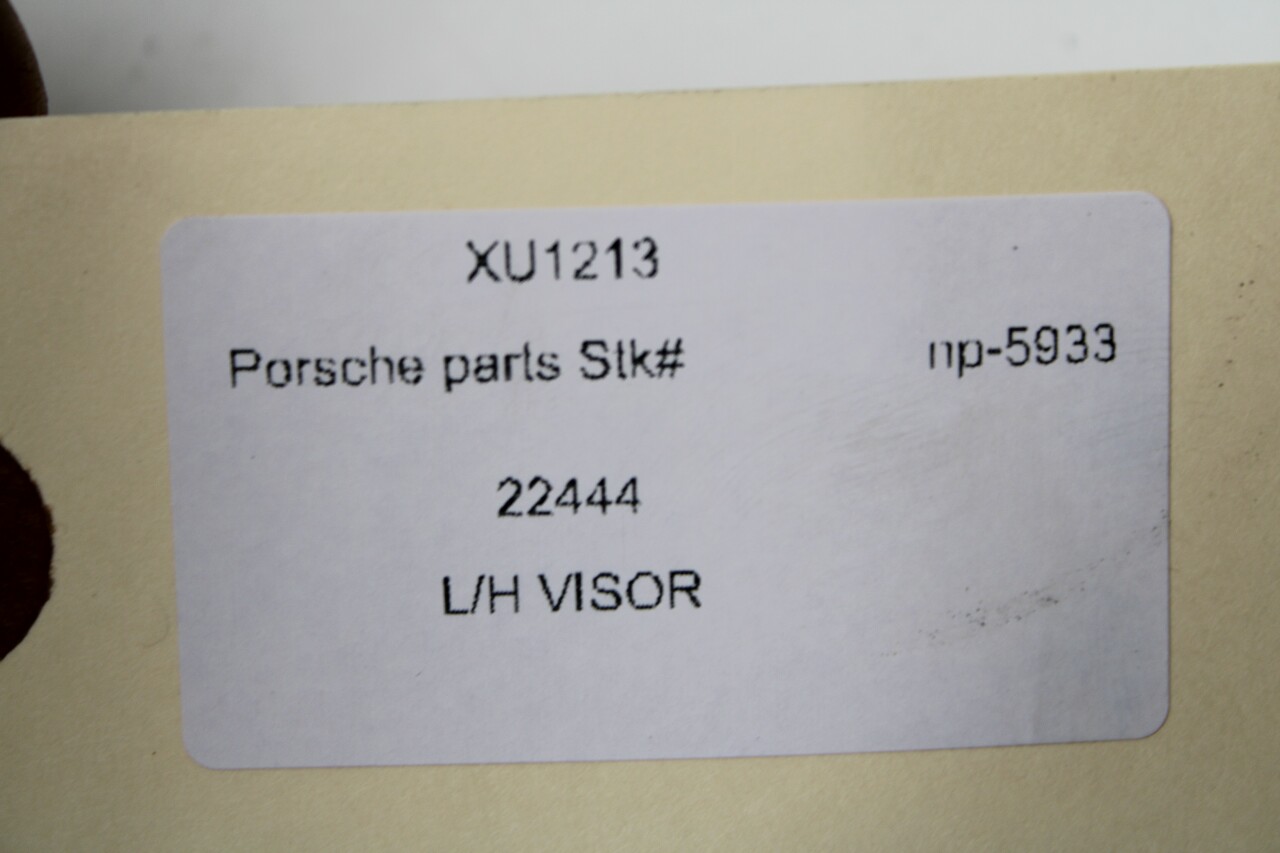 XU1213
Porsche parts Stk# np-5933
22444
L/H VISOR